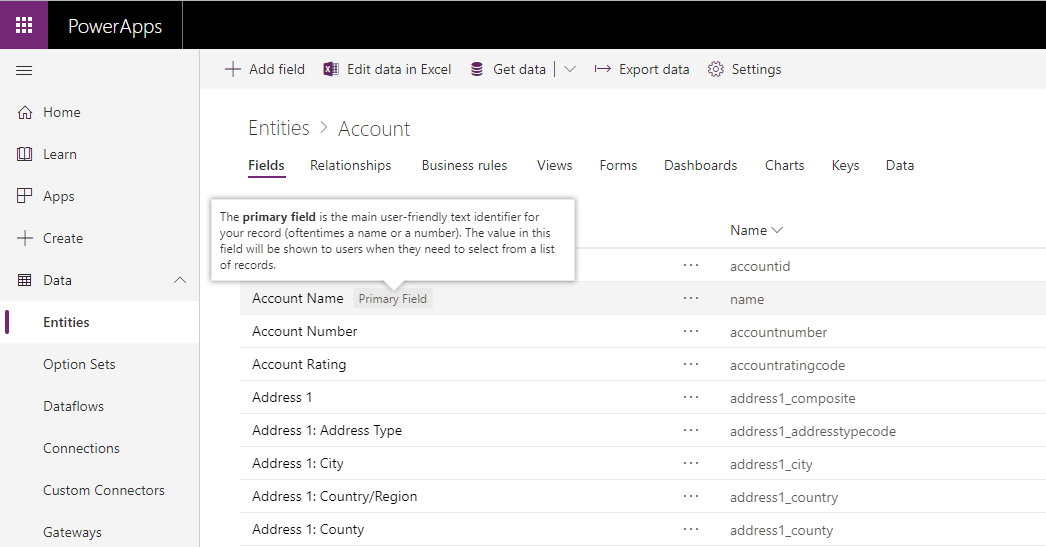 PowerApps
Add field Edit data in Excel Get data Export data Settings
Home
Learn
Apps
Create
Data
Entities
Option Sets
Dataflows
Connections
Custom Connectors
Gateways
Entities > Account
Fields Relationships Business rules Views Forms Dashboards Charts Keys Data
The primary field is the main user-friendly text identifier for
your record (oftentimes a name or a number). The value in this
field will be shown to users when they need to select from a list
of records.
Name
··· accountid
Account Name Primary Field ··· name
Account Number ··· accountnumber
Account Rating ··· accountratingcode
Address 1 ··· address1_composite
Address 1: Address Type ··· address1_addresstypecode
Address 1: City ··· address1_city
Address 1: Country/Region ··· address1_country
Address 1: County ··· address1_county